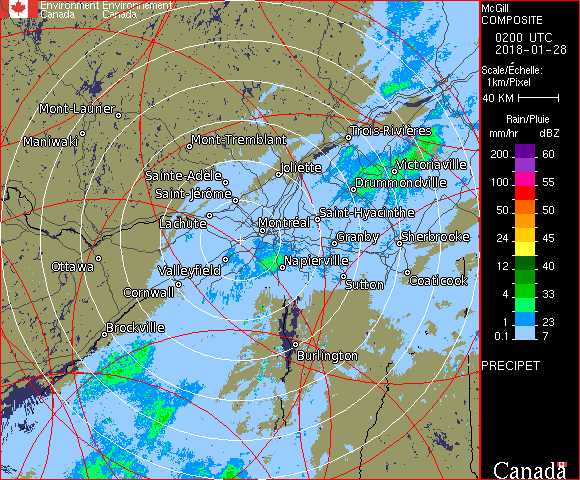 Environment Environnement
Canada Canada
McGill
COMPOSITE
0200 UTC
2018-01-28
Scale/Échelle:
1km/Pixel
40 KM
Rain/Pluie
mm/hr dBZ
200 60
100 55
50 50
24 45
12 40
4 33
1 23
0.1 7
PRECIPET
Canada
Mont-Laurier
Maniwaki
Mont-Tremblant
Trois-Rivières
Sainte-Adèle
Joliette
Victoriaville
Saint-Jérôme
Drummondville
Lachute
Montréal
Saint-Hyacinthe
Granby
Sherbrooke
Ottawa
Valleyfield
Napierville
Cornwall
Sutton
Coaticook
Brockville
Burlington